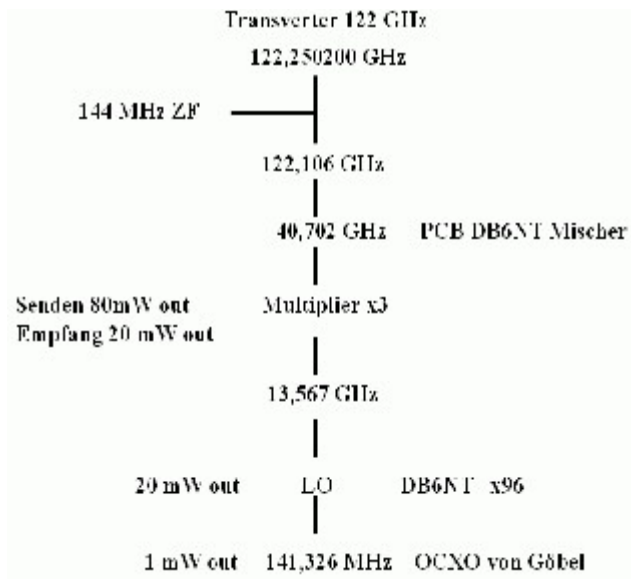 Transverter 122 GHz
122,250200 GHz
144 MHz ZF
122,106 GHz
40,702 GHz PCB DB6NT Mischer
Senden 80mW out Multiplier x3
Empfang 20 mW out
13,567 GHz
20 mW out LO DB6NT x96
1 mW out 141,326 MHz OCXO von Göbel